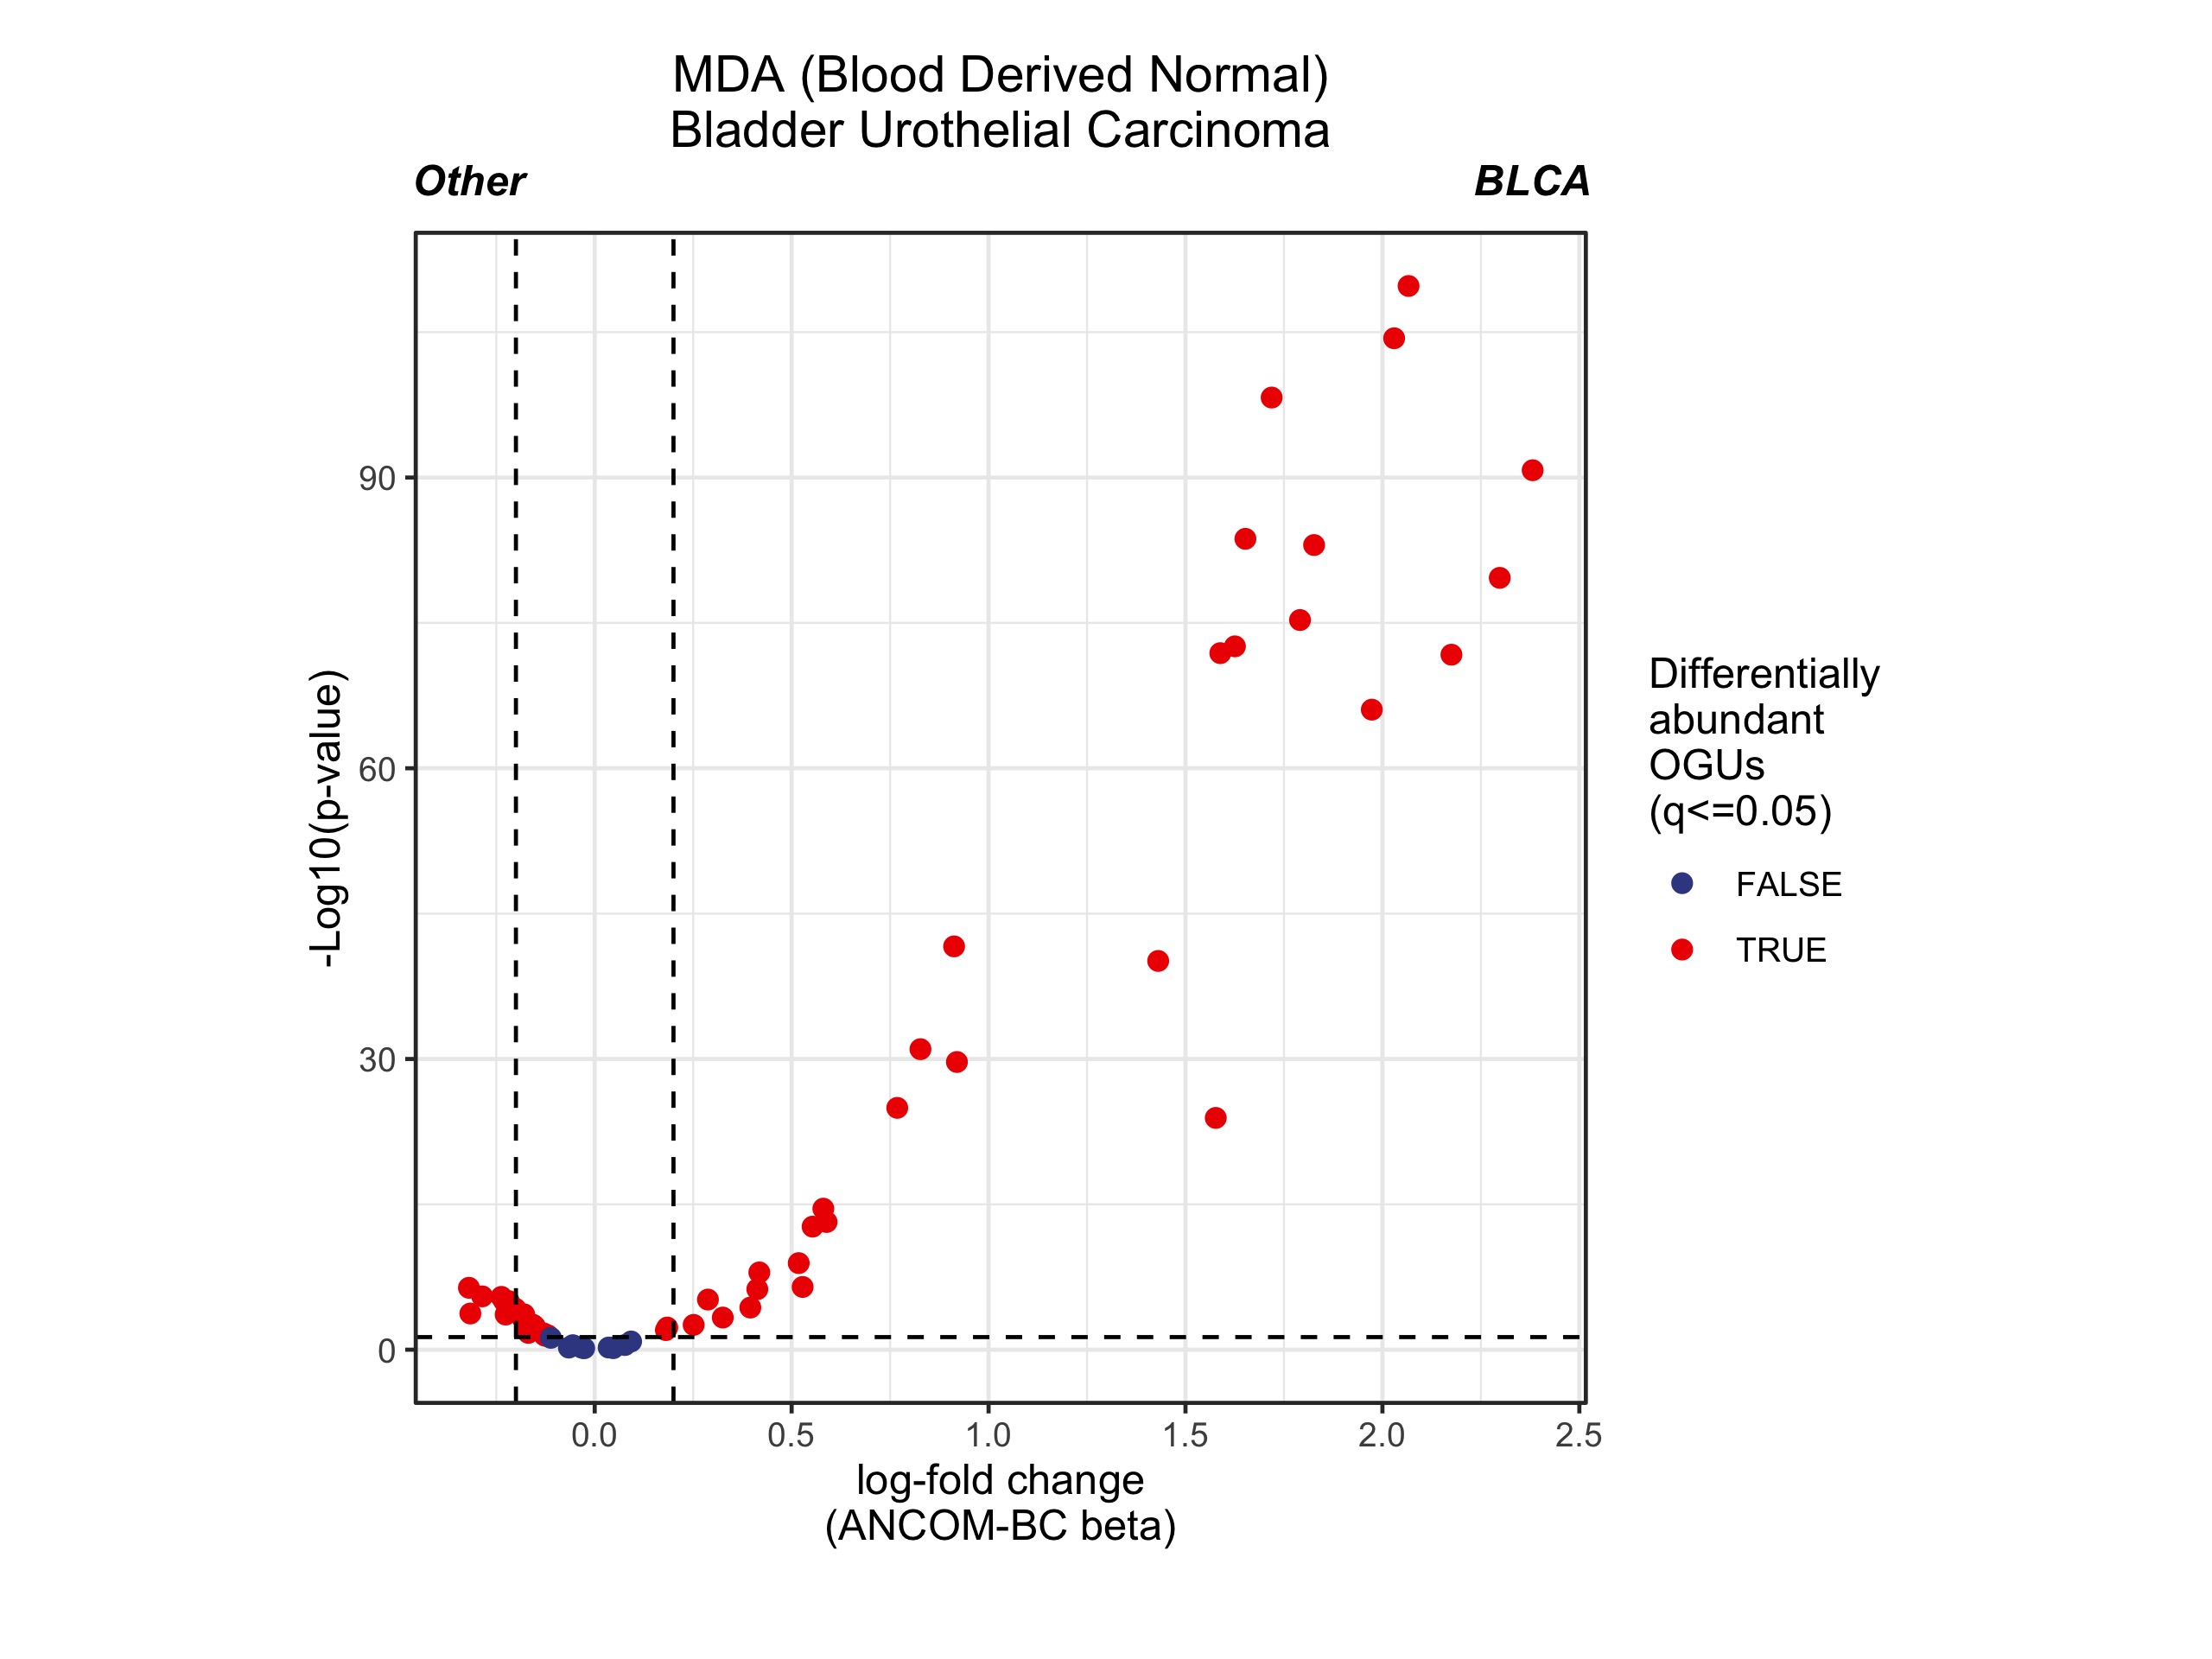 MDA (Blood Derived Normal)
Bladder Urothelial Carcinoma
Other
BLCA
90
60
30
0
-Log10(p-value)
0.0
0.5
1.0
1.5
2.0
2.5
log-fold change
(ANCOM-BC beta)
Differentially
abundant
OGUs
(q<=0.05)
FALSE
TRUE